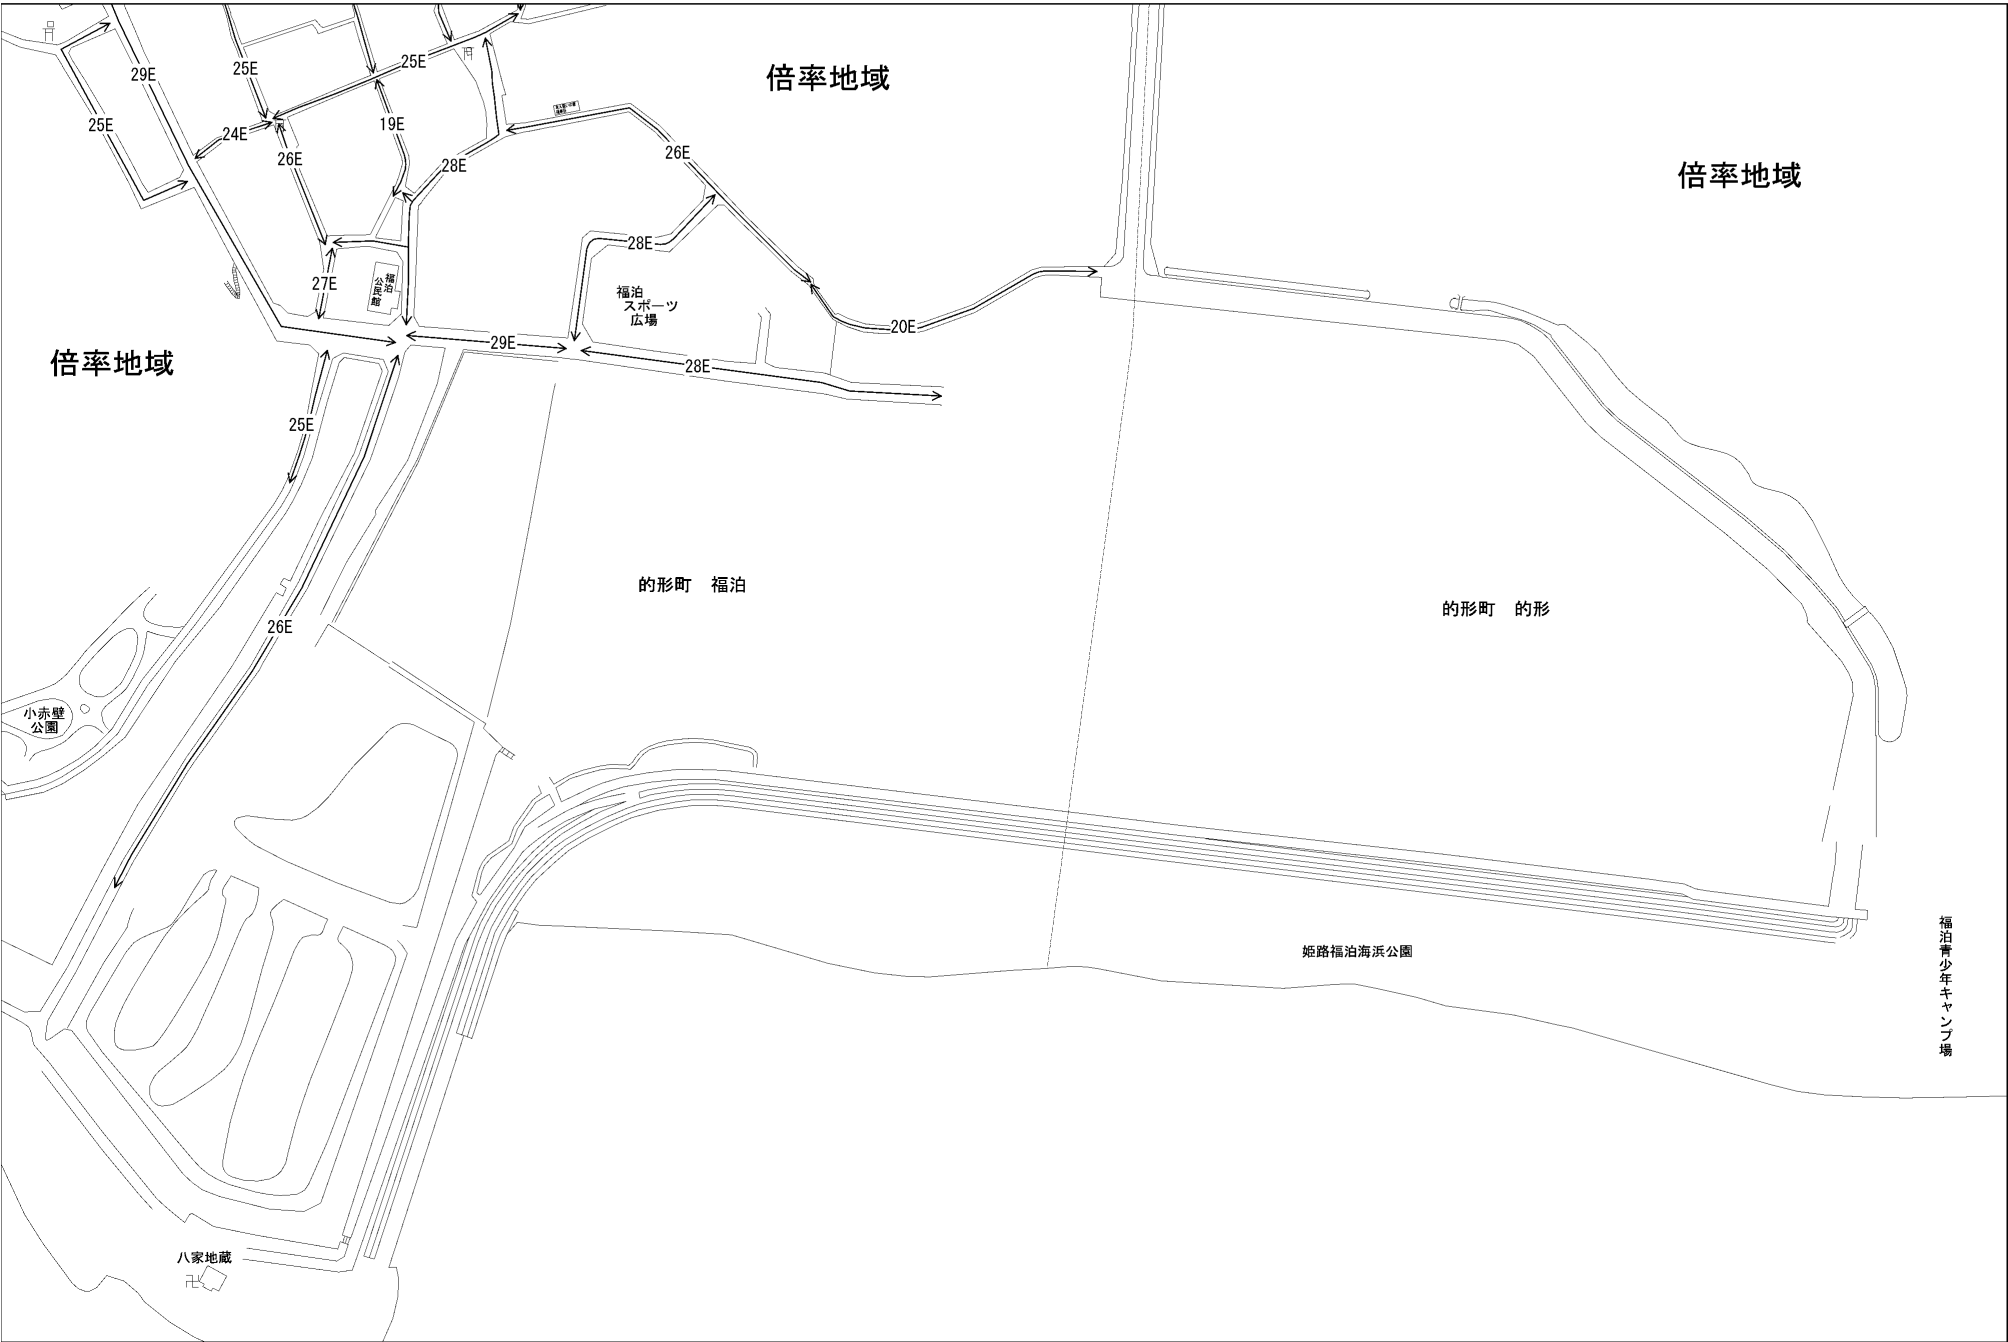 倍率地域
倍率地域
倍率地域
29E
25E
25E
25E
24E
26E
19E
28E
26E
27E
福泊
公民館
28E
福泊
スポーツ
広場
20E
29E
28E
25E
26E
的形町 福泊
的形町 的形
小赤壁
公園
姫路福泊海浜公園
福泊青少年キャンプ場
八家地蔵